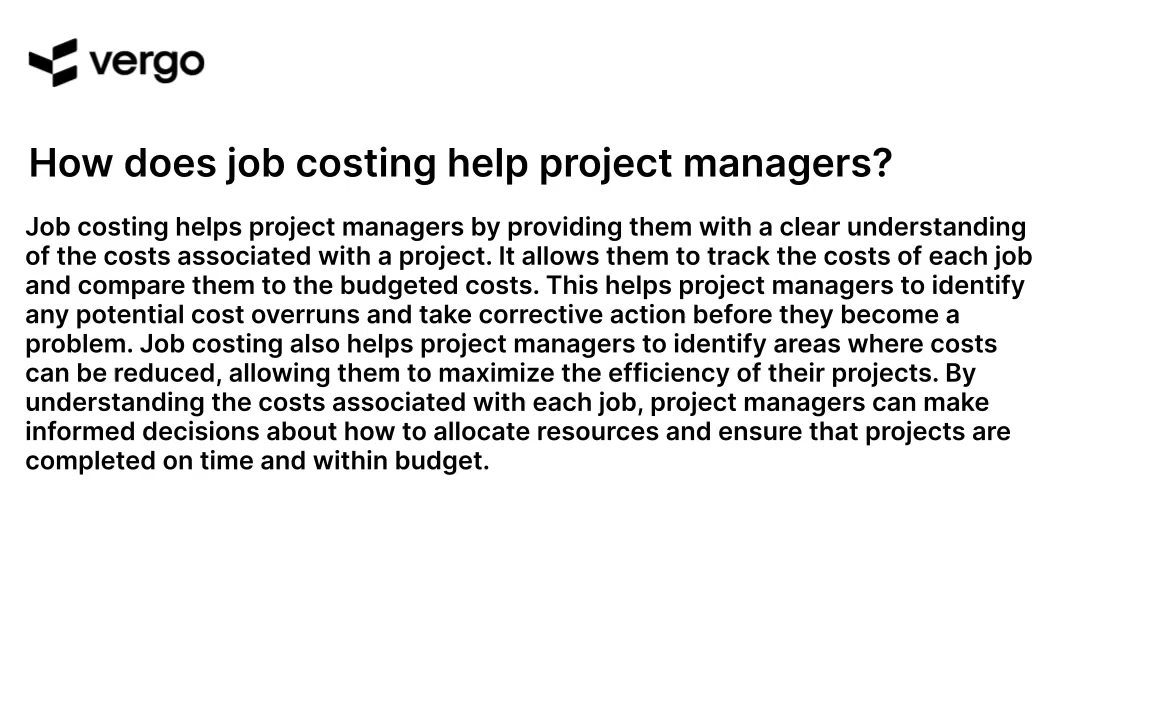 vergo
How does job costing help project managers?
Job costing helps project managers by providing them with a clear understanding
of the costs associated with a project. It allows them to track the costs of each job
and compare them to the budgeted costs. This helps project managers to identify
any potential cost overruns and take corrective action before they become a
problem. Job costing also helps project managers to identify areas where costs
can be reduced, allowing them to maximize the efficiency of their projects. By
understanding the costs associated with each job, project managers can make
informed decisions about how to allocate resources and ensure that projects are
completed on time and within budget.